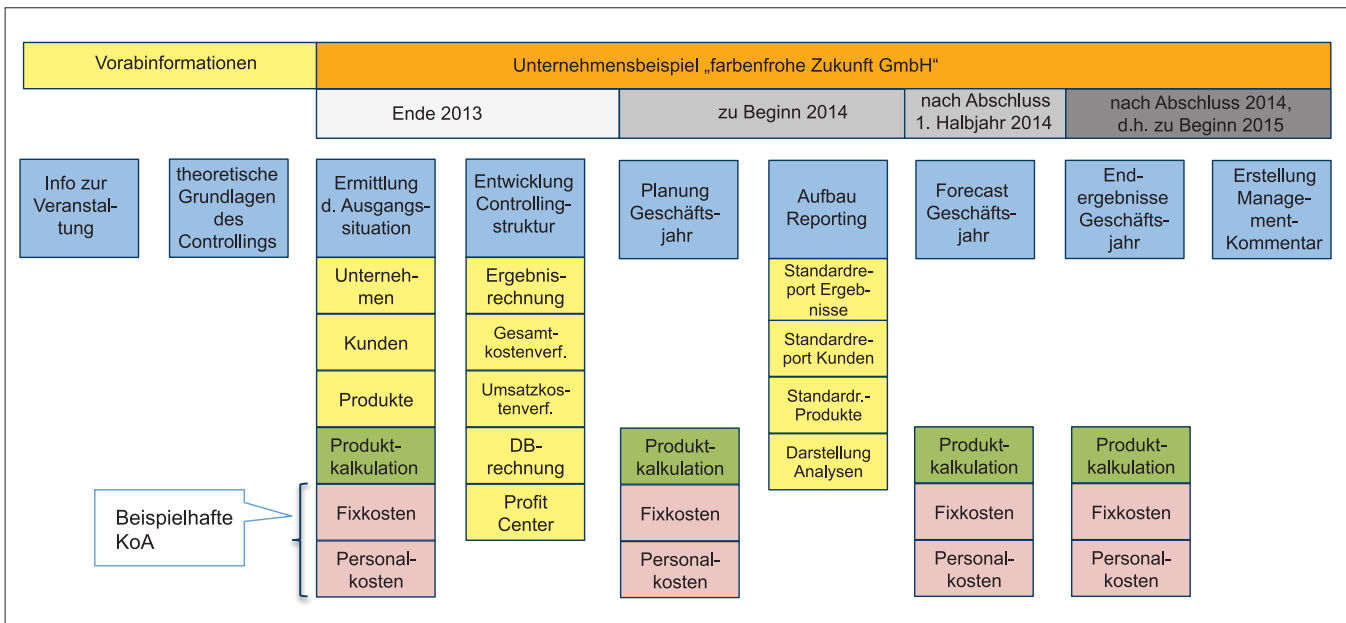 Vorabinformationen
Unternehmensbeispiel „farbenfrohe Zukunft GmbH“
Ende 2013
zu Beginn 2014
nach Abschluss
1. Halbjahr 2014
nach Abschluss 2014,
d.h. zu Beginn 2015
Info zur
Veranstal-
tung
theoretische
Grundlagen
des
Controllings
Ermittlung
d. Ausgangs-
situation
Entwicklung
Controlling-
struktur
Planung
Geschäfts-
jahr
Aufbau
Reporting
Forecast
Geschäfts-
jahr
End-
ergebnisse
Geschäfts-
jahr
Erstellung
Manage-
ment-
Kommentar
Unterneh-
men
Kunden
Produkte
Produkt-
kalkulation
Fixkosten
Personal-
kosten
Ergebnis-
rechnung
Gesamt-
kostenverf.
Umsatzkos-
tenverf.
DB-
rechnung
Profit
Center
Produkt-
kalkulation
Fixkosten
Personal-
kosten
Standardre-
port Ergeb-
nisse
Standardre-
port Kunden
Standardr.-
Produkte
Darstellung
Analysen
Produkt-
kalkulation
Fixkosten
Personal-
kosten
Produkt-
kalkulation
Fixkosten
Personal-
kosten
Beispielhafte
KoA